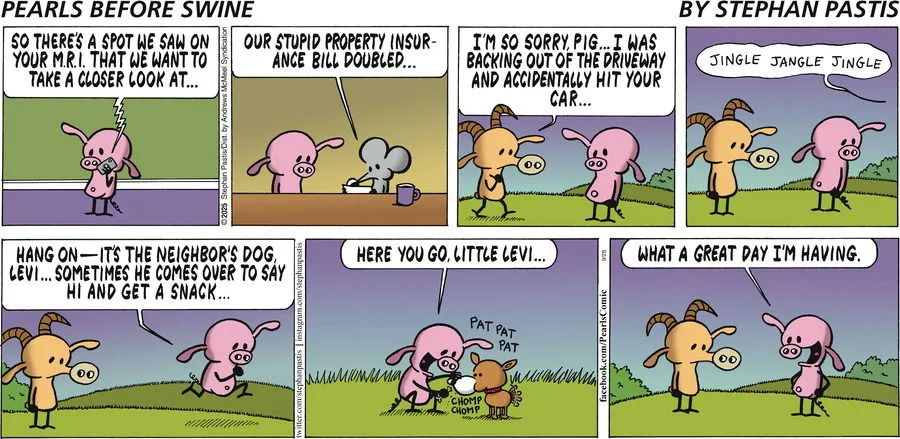 PEARLS BEFORE SWINE
BY STEPHAN PASTIS
SO THERE'S A SPOT WE SAW ON
YOUR M.R.I. THAT WE WANT TO
TAKE A CLOSER LOOK AT...
© 2025 Stephan Pastis/Dist. by Andrews McMeel Syndication
OUR STUPID PROPERTY INSUR-
ANCE BILL DOUBLED...
I'M SO SORRY, PIG... I WAS
BACKING OUT OF THE DRIVEWAY
AND ACCIDENTALLY HIT YOUR
CAR...
JINGLE JANGLE JINGLE
HANG ON—IT'S THE NEIGHBOR'S DOG,
LEVI... SOMETIMES HE COMES OVER TO SAY
HI AND GET A SNACK...
twitter.com/stephanpastis | instagram.com/stephanpastis
HERE YOU GO, LITTLE LEVI...
PAT PAT
PAT
CHOMP
CHOMP
facebook.com/PearlsComic
9/28
WHAT A GREAT DAY I'M HAVING.